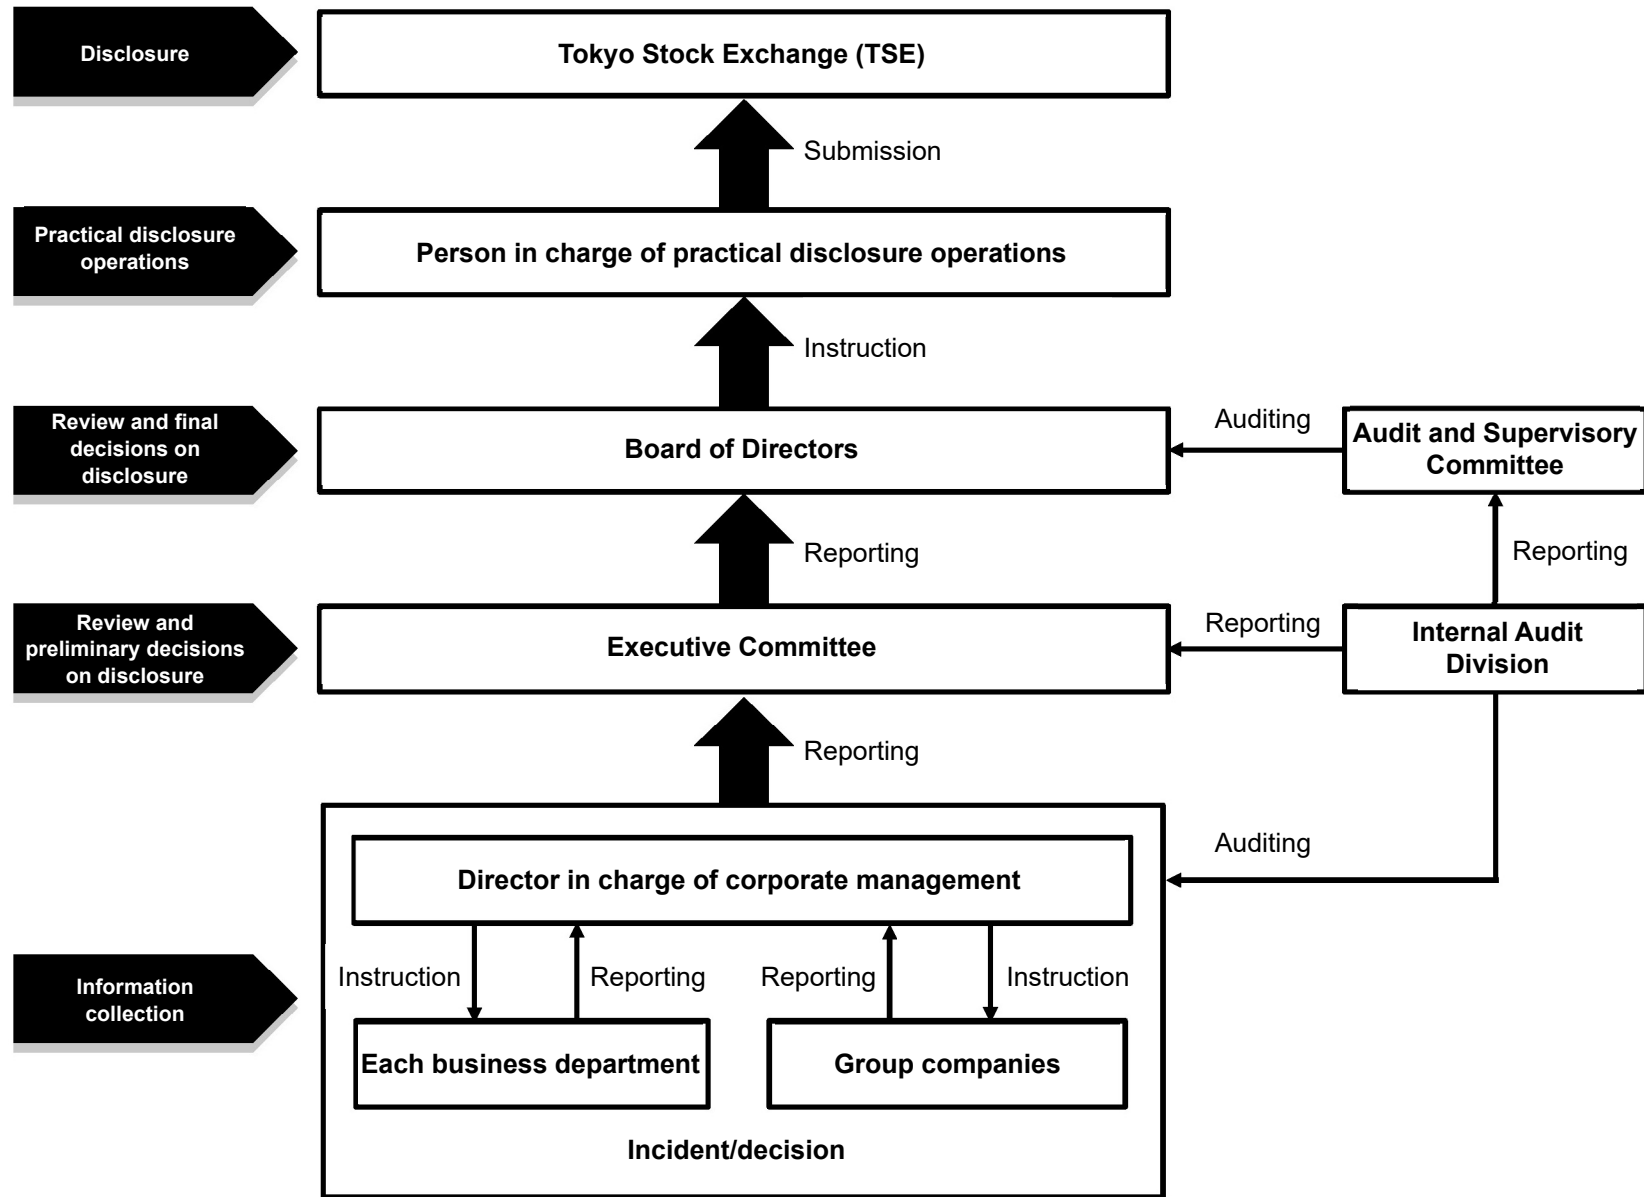 Disclosure
Tokyo Stock Exchange (TSE)
Submission
Practical disclosure
operations
Person in charge of practical disclosure operations
Instruction
Review and final
decisions on
disclosure
Board of Directors
Auditing
Audit and Supervisory
Committee
Reporting
Reporting
Review and
preliminary decisions
on disclosure
Executive Committee
Reporting
Internal Audit
Division
Reporting
Auditing
Director in charge of corporate management
Information
collection
Instruction
Reporting
Reporting
Instruction
Each business department
Group companies
Incident/decision